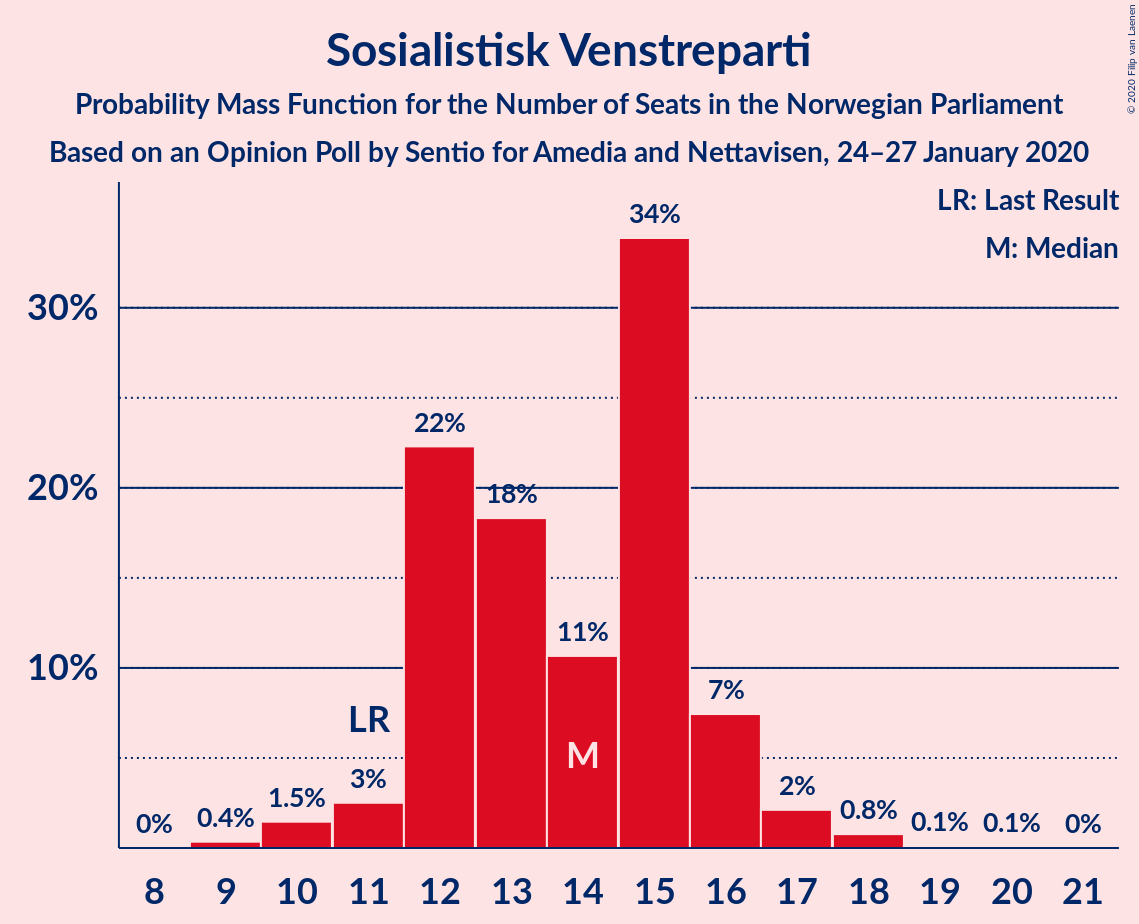 Sosialistisk Venstreparti
Probability Mass Function for the Number of Seats in the Norwegian Parliament
Based on an Opinion Poll by Sentio for Amedia and Nettavisen, 24–27 January 2020
© 2020 Filip van Laenen
LR: Last Result
M: Median
34%
30%
22%
20%
18%
11%
10%
7%
LR
M
3%
2%
1.5%
0.8%
0.4%
0%
0.1%
0.1%
0%
8 9 10 11 12 13 14 15 16 17 18 19 20 21